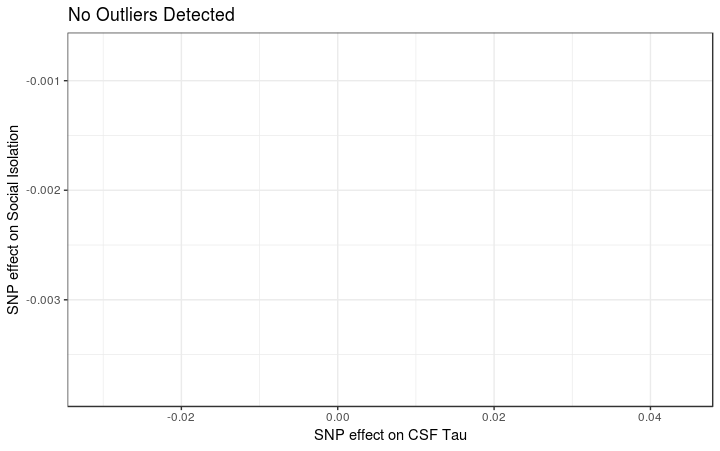 No Outliers Detected
SNP effect on Social Isolation
-0.001
-0.002
-0.003
-0.02 0.00 0.02 0.04
SNP effect on CSF Tau